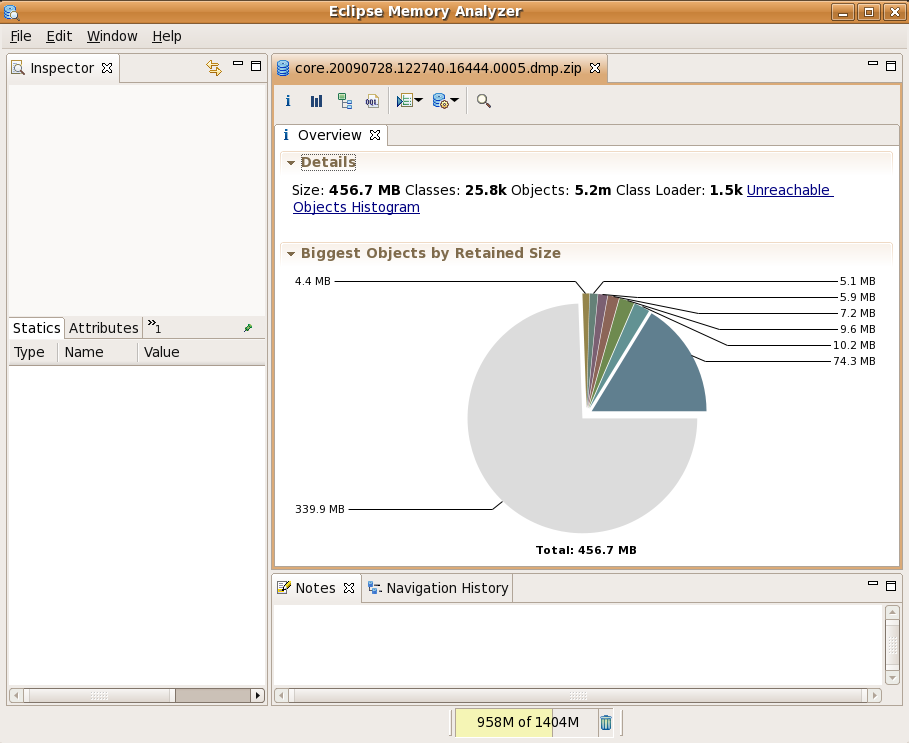 Eclipse Memory Analyzer
File Edit Window Help
Inspector
core.20090728.122740.16444.0005.dmp.zip
OQL
i Overview
Details
Size: 456.7 MB Classes: 25.8k Objects: 5.2m Class Loader: 1.5k Unreachable
Objects Histogram
Biggest Objects by Retained Size
4.4 MB
5.1 MB
5.9 MB
7.2 MB
9.6 MB
10.2 MB
74.3 MB
339.9 MB
Total: 456.7 MB
Statics Attributes »1
Type Name Value
Notes Navigation History
958M of 1404M